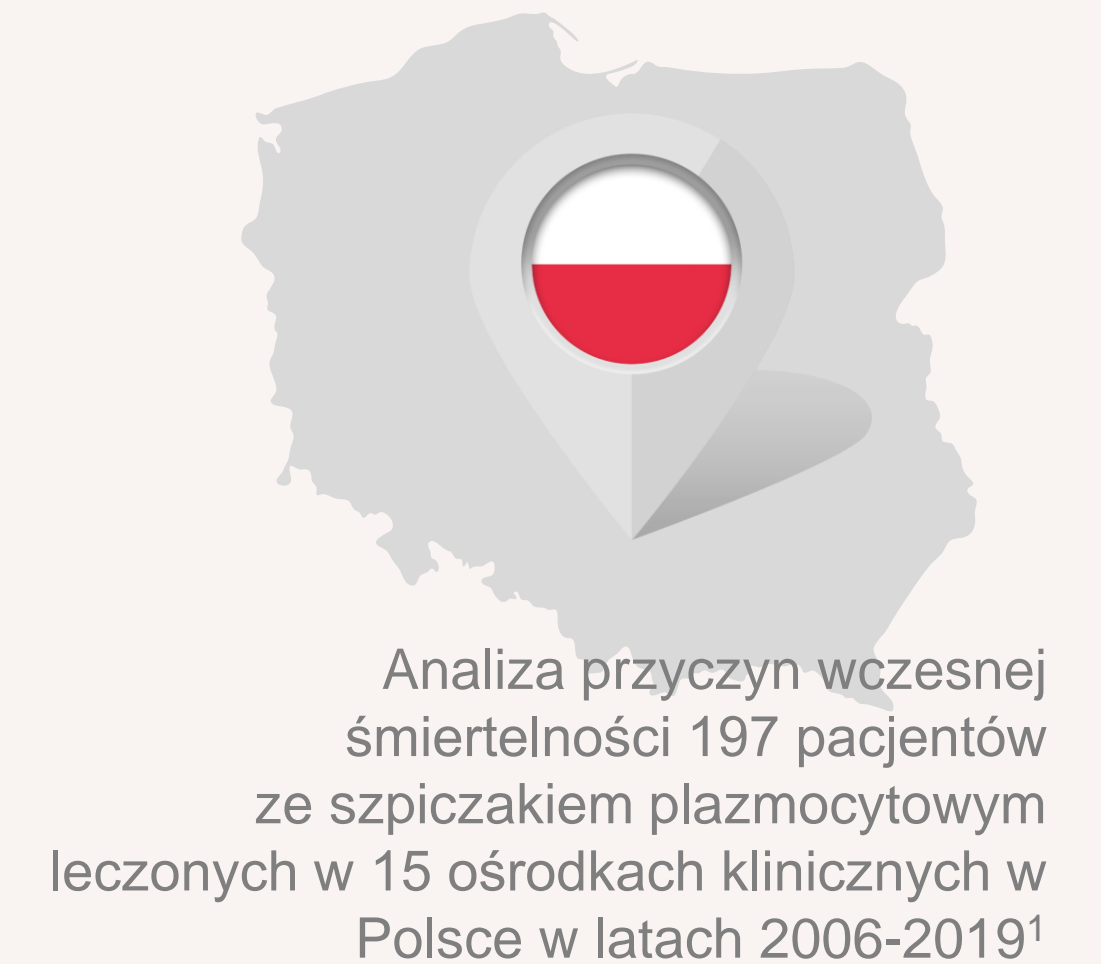 Analiza przyczyn wczesnej
śmiertelności 197 pacjentów
ze szpiczakiem plazmocytowym
leczonych w 15 ośrodkach klinicznych w
Polsce w latach 2006-2019¹